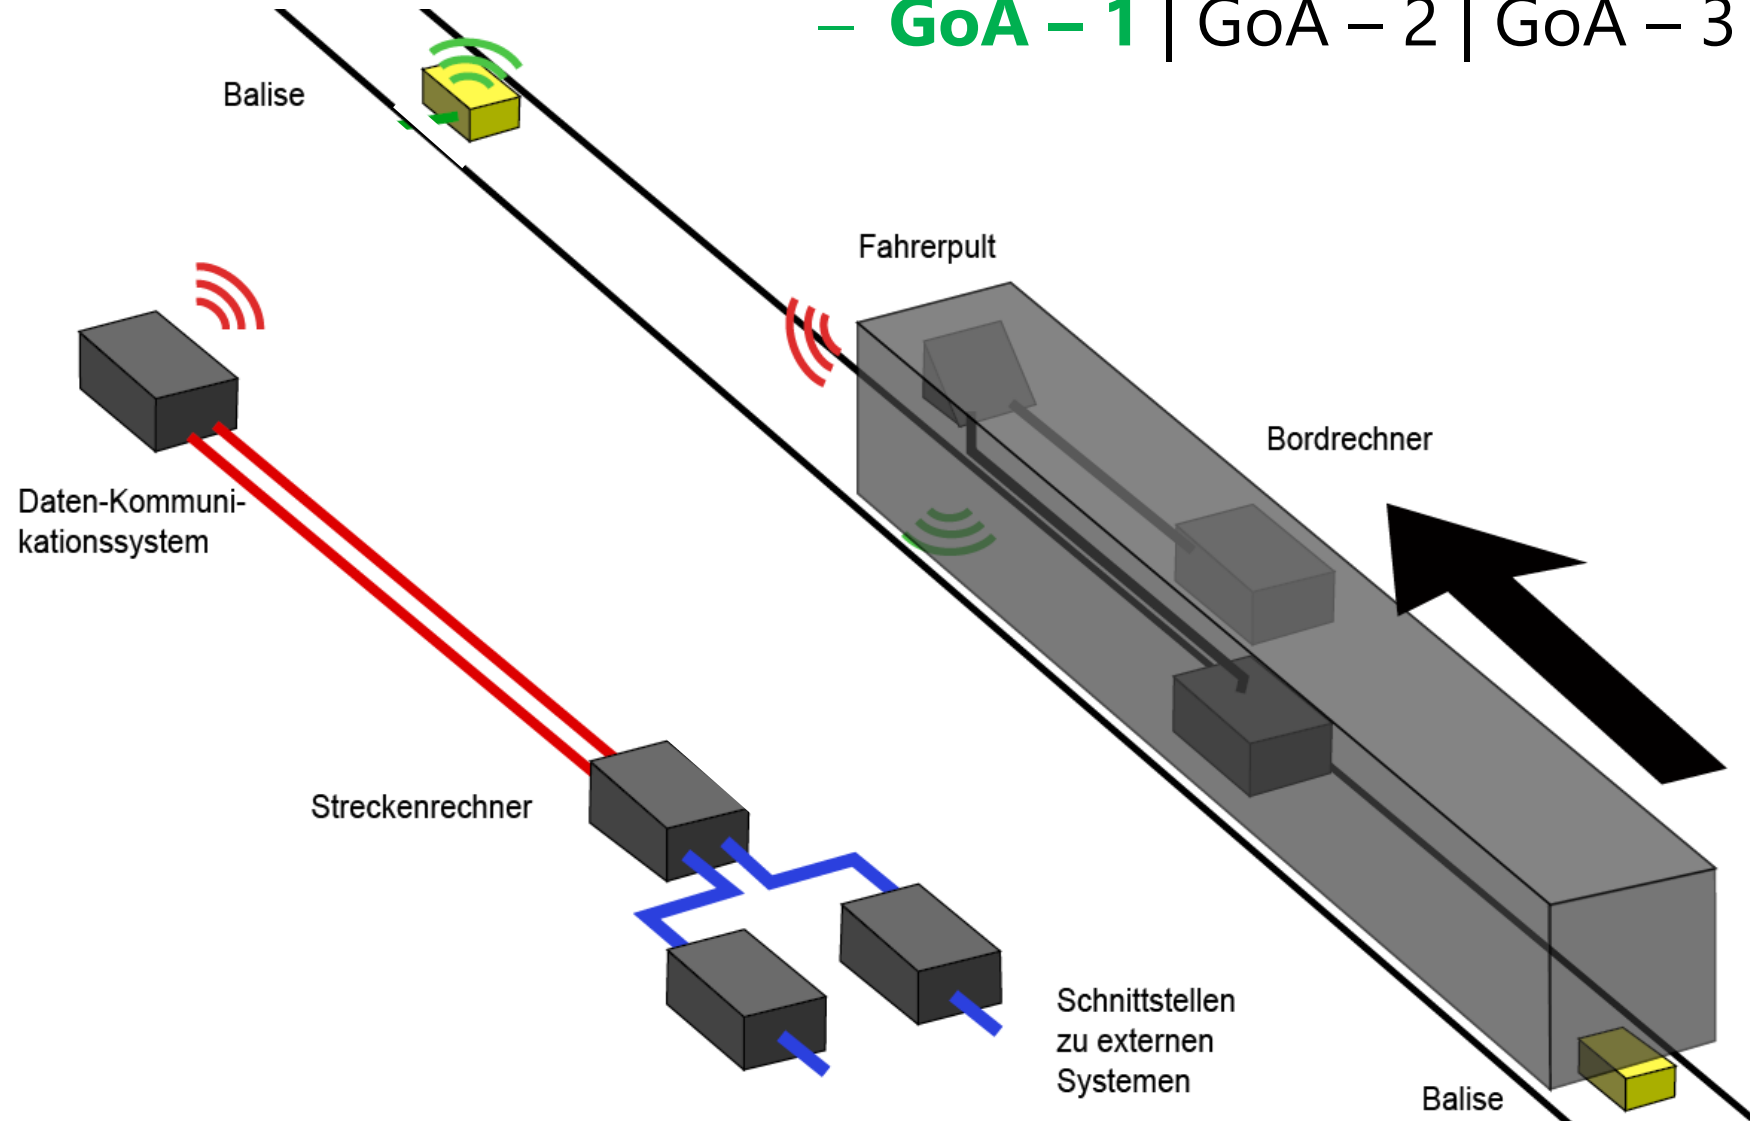 – GoA – 1 | GoA – 2 | GoA – 3
Balise
Fahrerpult
Bordrechner
Daten-Kommuni-
kationssystem
Streckenrechner
Schnittstellen
zu externen
Systemen
Balise